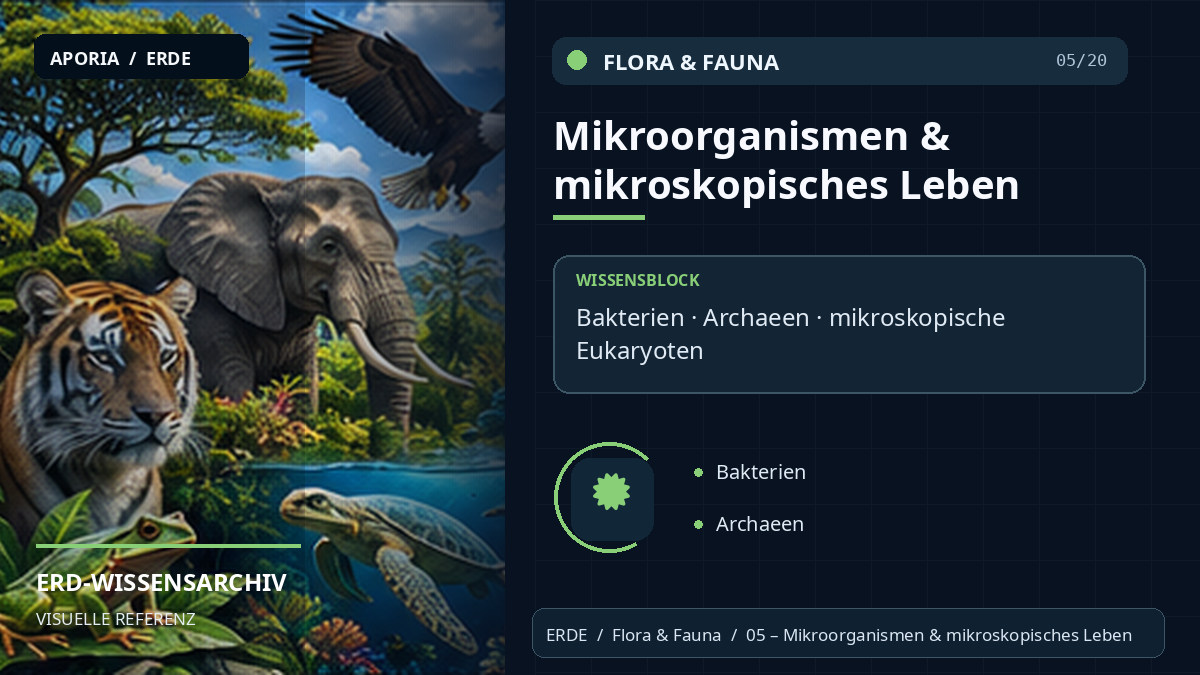 APORIA / ERDE
ERD-WISSENSARCHIV
VISUELLE REFERENZ
FLORA & FAUNA
05/20
Mikroorganismen &
mikroskopisches Leben
WISSENSBLOCK
Bakterien · Archaeen · mikroskopische
Eukaryoten
Bakterien
Archaeen
ERDE / Flora & Fauna / 05 – Mikroorganismen & mikroskopisches Leben